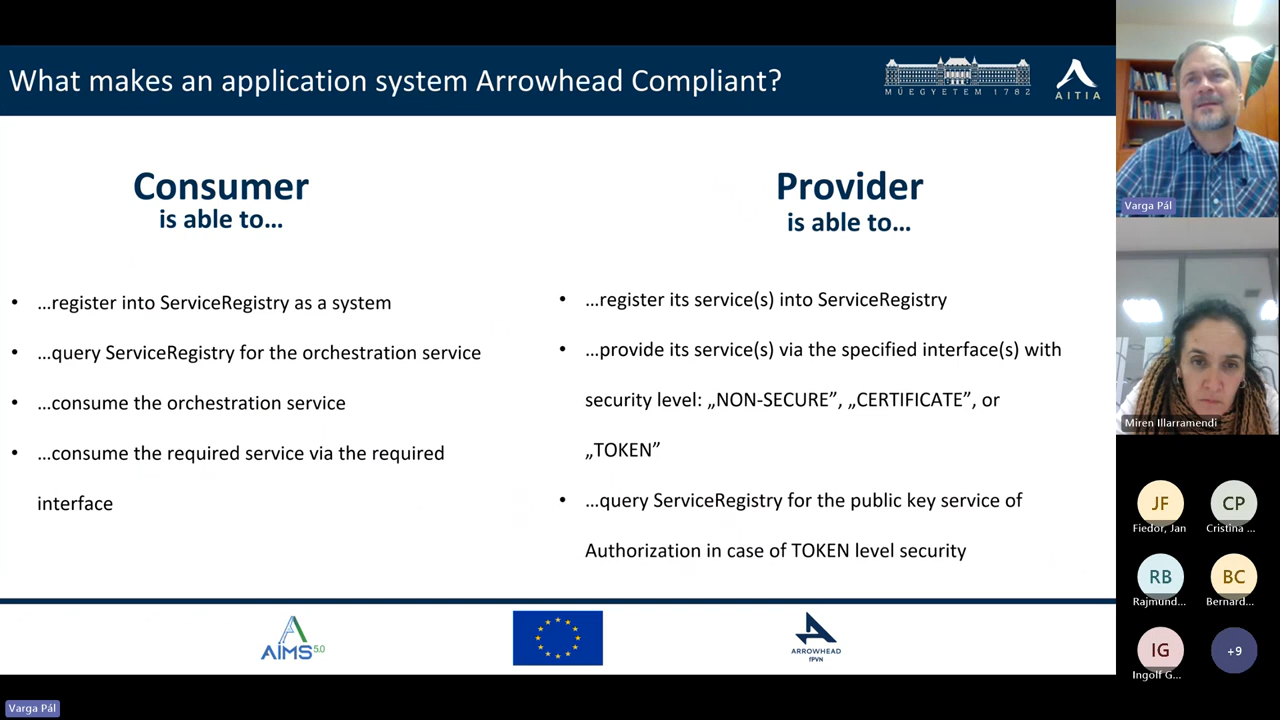 What makes an application system Arrowhead Compliant?
MŰEGYETEM 1782
AITIA
Consumer
is able to...
...register into ServiceRegistry as a system
...query ServiceRegistry for the orchestration service
...consume the orchestration service
...consume the required service via the required
interface
Provider
is able to...
...register its service(s) into ServiceRegistry
...provide its service(s) via the specified interface(s) with
security level: „NON-SECURE”, „CERTIFICATE”, or
„TOKEN”
...query ServiceRegistry for the public key service of
Authorization in case of TOKEN level security
AIMS 5.0
ARROWHEAD
fPVN
Varga Pál
Miren Illarramendi
JF
Fiedor, Jan
CP
Cristina ...
RB
Rajmund...
BC
Bernard...
IG
Ingolf G...
+9
Varga Pál